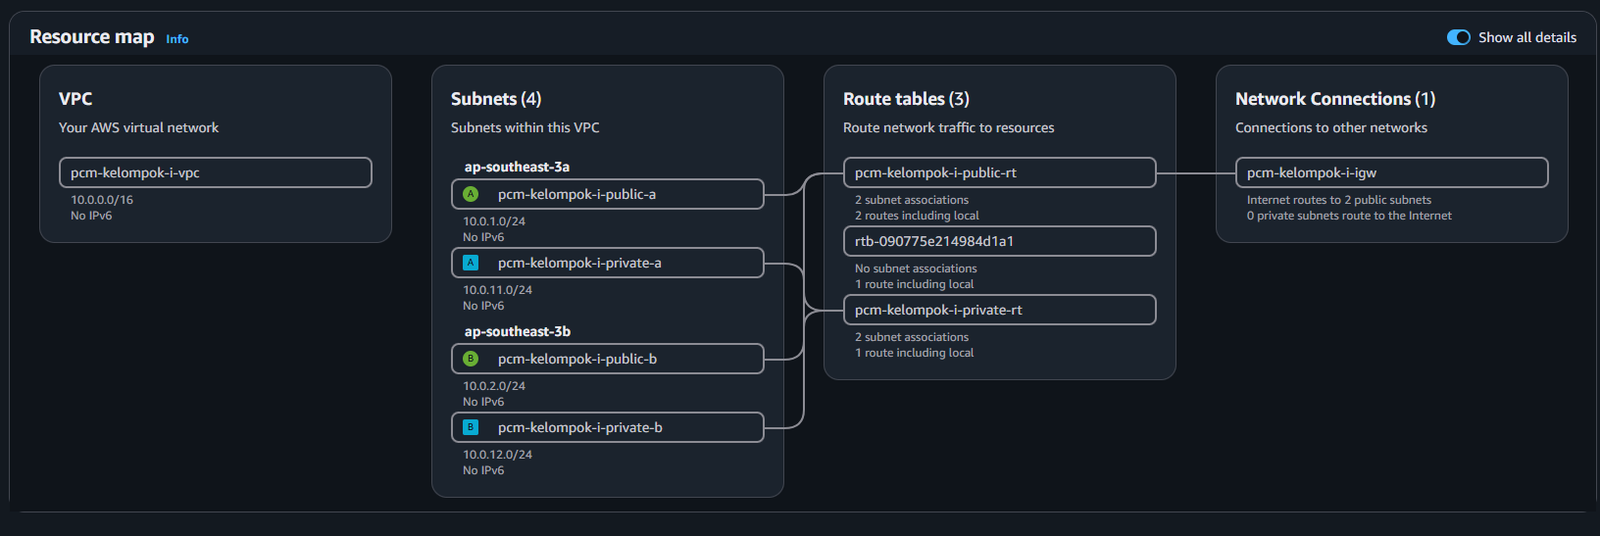 Resource map Info
Show all details
VPC
Your AWS virtual network
pcm-kelompok-i-vpc
10.0.0.0/16
No IPv6
Subnets (4)
Subnets within this VPC
ap-southeast-3a
A pcm-kelompok-i-public-a
10.0.1.0/24
No IPv6
A pcm-kelompok-i-private-a
10.0.11.0/24
No IPv6
ap-southeast-3b
B pcm-kelompok-i-public-b
10.0.2.0/24
No IPv6
B pcm-kelompok-i-private-b
10.0.12.0/24
No IPv6
Route tables (3)
Route network traffic to resources
pcm-kelompok-i-public-rt
2 subnet associations
2 routes including local
rtb-090775e214984d1a1
No subnet associations
1 route including local
pcm-kelompok-i-private-rt
2 subnet associations
1 route including local
Network Connections (1)
Connections to other networks
pcm-kelompok-i-igw
Internet routes to 2 public subnets
0 private subnets route to the Internet